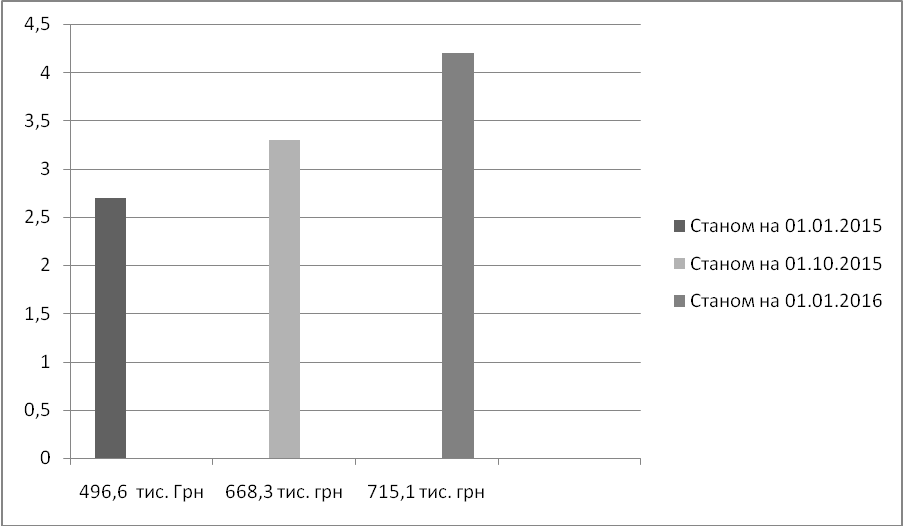 4,5
4
3,5
3
2,5
2
1,5
1
0,5
0
496,6 тис. Грн
668,3 тис. грн
715,1 тис. грн
Станом на 01.01.2015
Станом на 01.10.2015
Станом на 01.01.2016